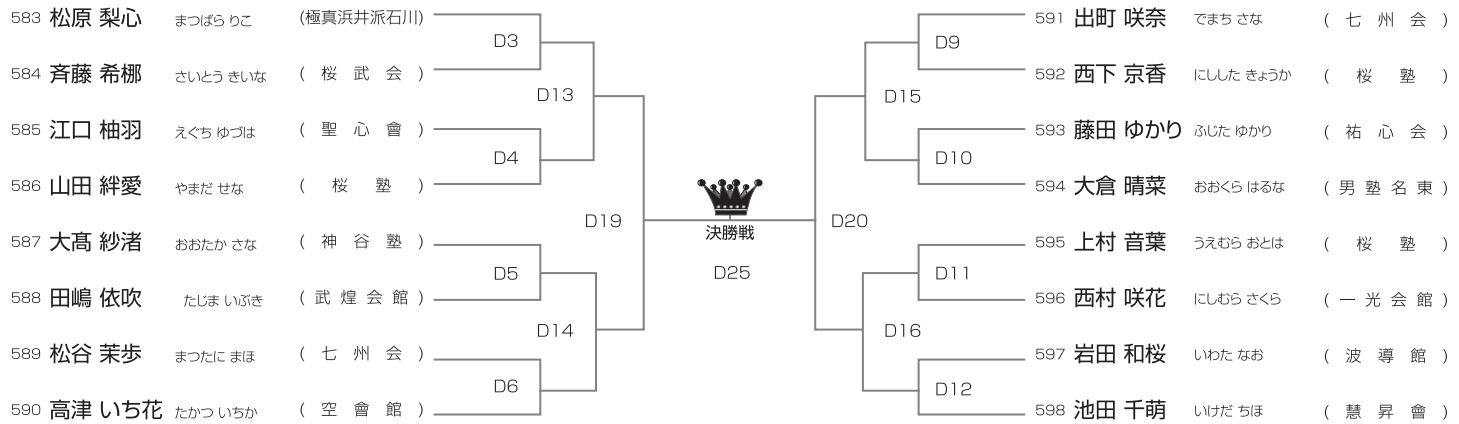 583 松原 梨心 まつばら りこ (極真浜井派石川)
584 斉藤 希梛 さいとう きいな ( 桜 武 会 )
585 江口 柚羽 えぐち ゆづは ( 聖 心 會 )
586 山田 絆愛 やまだ せな ( 桜 塾 )
587 大髙 紗渚 おおたか さな ( 神 谷 塾 )
588 田嶋 依吹 たじま いぶき ( 武 煌 会 館 )
589 松谷 茉歩 まつたに まほ ( 七 州 会 )
590 高津 いち花 たかつ いちか ( 空 會 館 )
D3
D4
D5
D6
D13
D14
D19
決勝戦
D25
D20
D15
D16
D9
D10
D11
D12
591 出町 咲奈 でまち さな ( 七 州 会 )
592 西下 京香 にしした きょうか ( 桜 塾 )
593 藤田 ゆかり ふじた ゆかり ( 祐 心 会 )
594 大倉 晴菜 おおくら はるな ( 男 塾 名 東 )
595 上村 音葉 うえむら おとは ( 桜 塾 )
596 西村 咲花 にしむら さくら ( 一 光 会 館 )
597 岩田 和桜 いわた なお ( 波 導 館 )
598 池田 千萌 いけだ ちほ ( 慧 昇 會 )